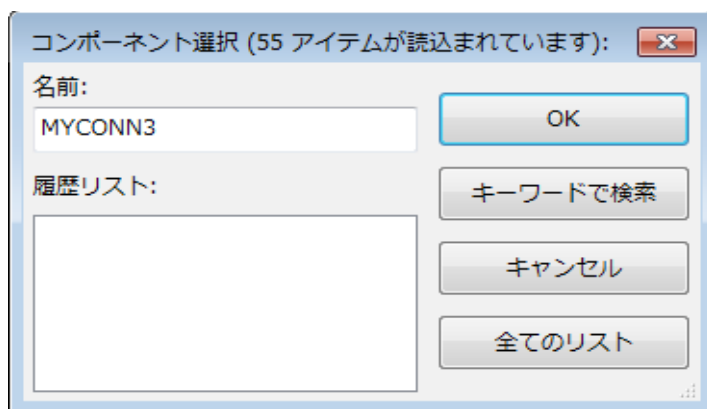 コンポーネント選択 (55 アイテムが読込まれています):
名前:
MYCONN3
履歴リスト:
OK
キーワードで検索
キャンセル
全てのリスト